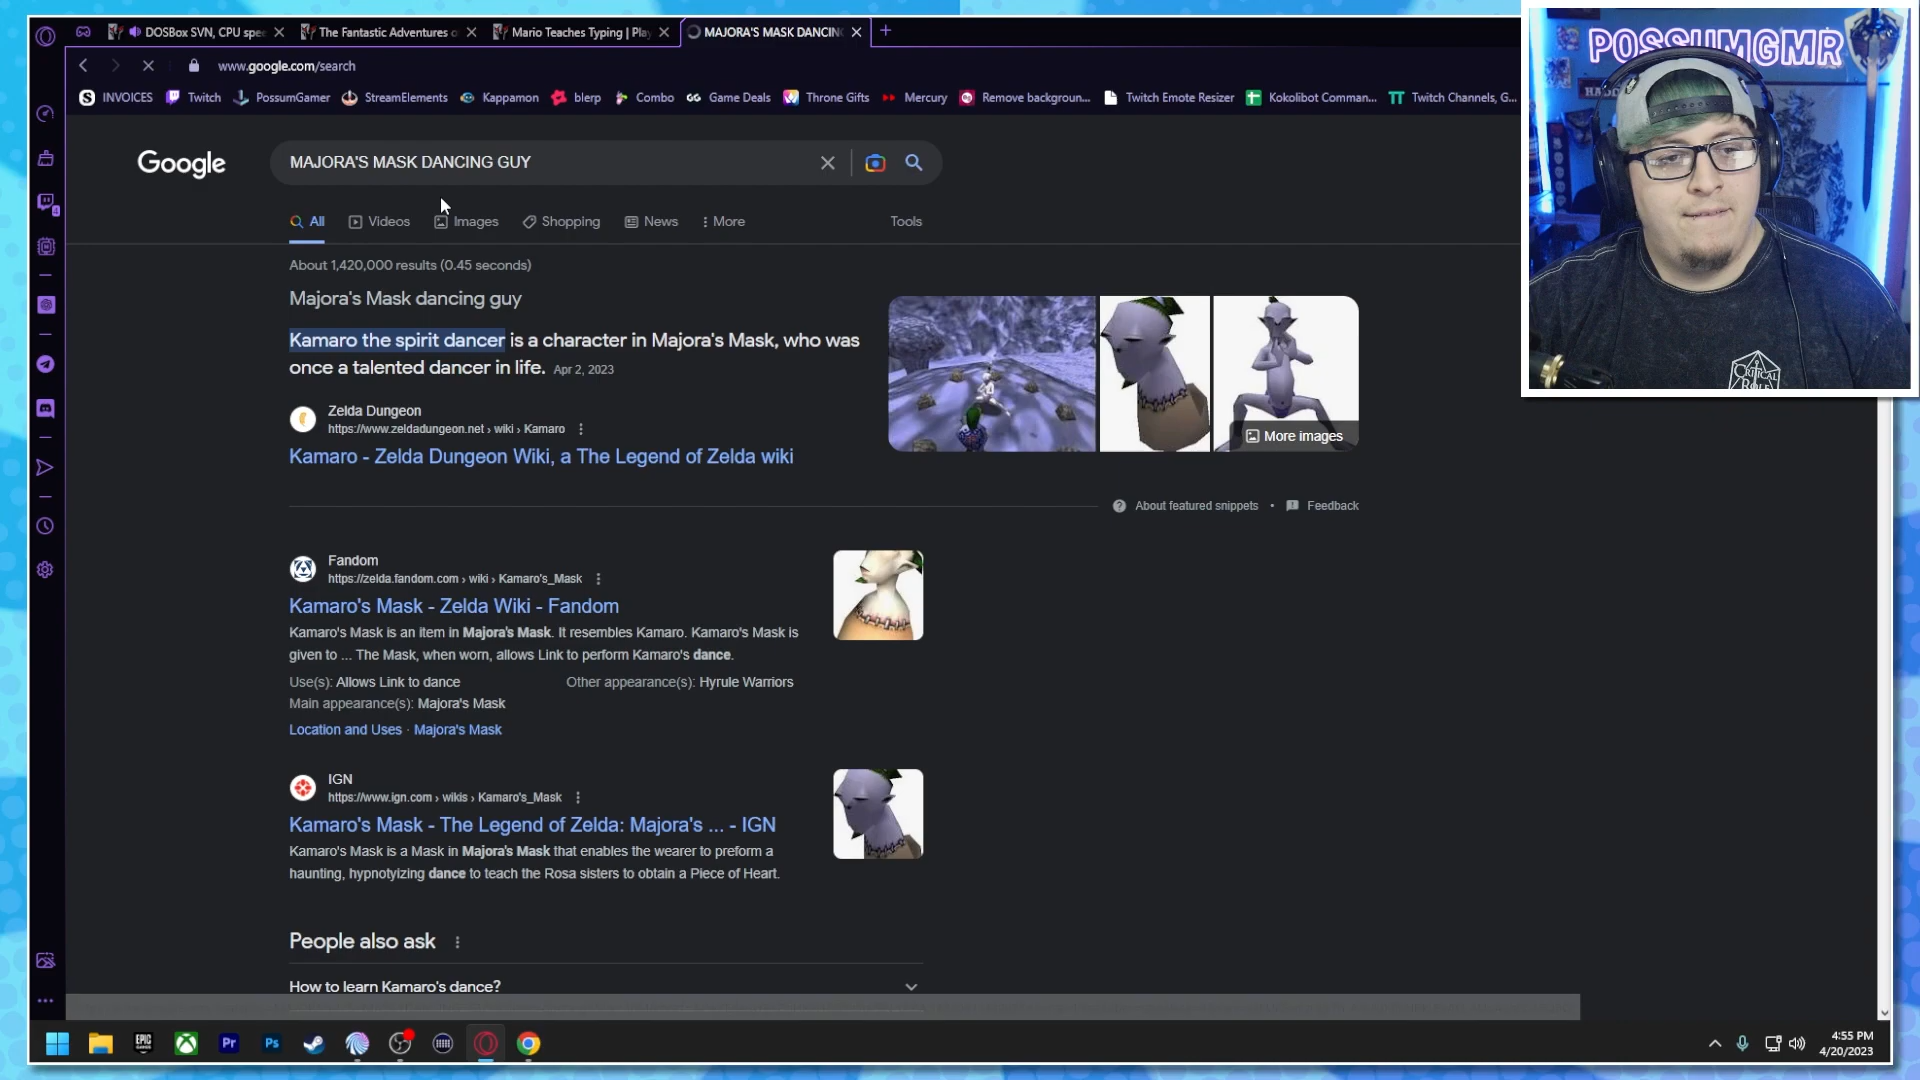 DOSBox SVN, CPU spee
The Fantastic Adventures o
Mario Teaches Typing | Play
MAJORA'S MASK DANCIN
www.google.com/search
INVOICES
Twitch
PossumGamer
StreamElements
Kappamon
blerp
Combo
GG Game Deals
Throne Gifts
Mercury
Remove backgroun...
Twitch Emote Resizer
Kokolibot Comman...
TT Twitch Channels, G...
POSSUMGMR
CRITICAL
ROLE
Google
MAJORA'S MASK DANCING GUY
All
Videos
Images
Shopping
News
More
Tools
About 1,420,000 results (0.45 seconds)
Majora's Mask dancing guy
Kamaro the spirit dancer is a character in Majora's Mask, who was
once a talented dancer in life. Apr 2, 2023
More images
Zelda Dungeon
https://www.zeldadungeon.net › wiki › Kamaro
Kamaro - Zelda Dungeon Wiki, a The Legend of Zelda wiki
About featured snippets • Feedback
Fandom
https://zelda.fandom.com › wiki › Kamaro's_Mask
Kamaro's Mask - Zelda Wiki - Fandom
Kamaro's Mask is an item in Majora's Mask. It resembles Kamaro. Kamaro's Mask is
given to ... The Mask, when worn, allows Link to perform Kamaro's dance.
Use(s): Allows Link to dance
Other appearance(s): Hyrule Warriors
Main appearance(s): Majora's Mask
Location and Uses · Majora's Mask
IGN
https://www.ign.com › wikis › Kamaro's_Mask
Kamaro's Mask - The Legend of Zelda: Majora's ... - IGN
Kamaro's Mask is a Mask in Majora's Mask that enables the wearer to preform a
haunting, hypnotyizing dance to teach the Rosa sisters to obtain a Piece of Heart.
People also ask
How to learn Kamaro's dance?
EPIC
GAMES
Pr
Ps
4:55 PM
4/20/2023